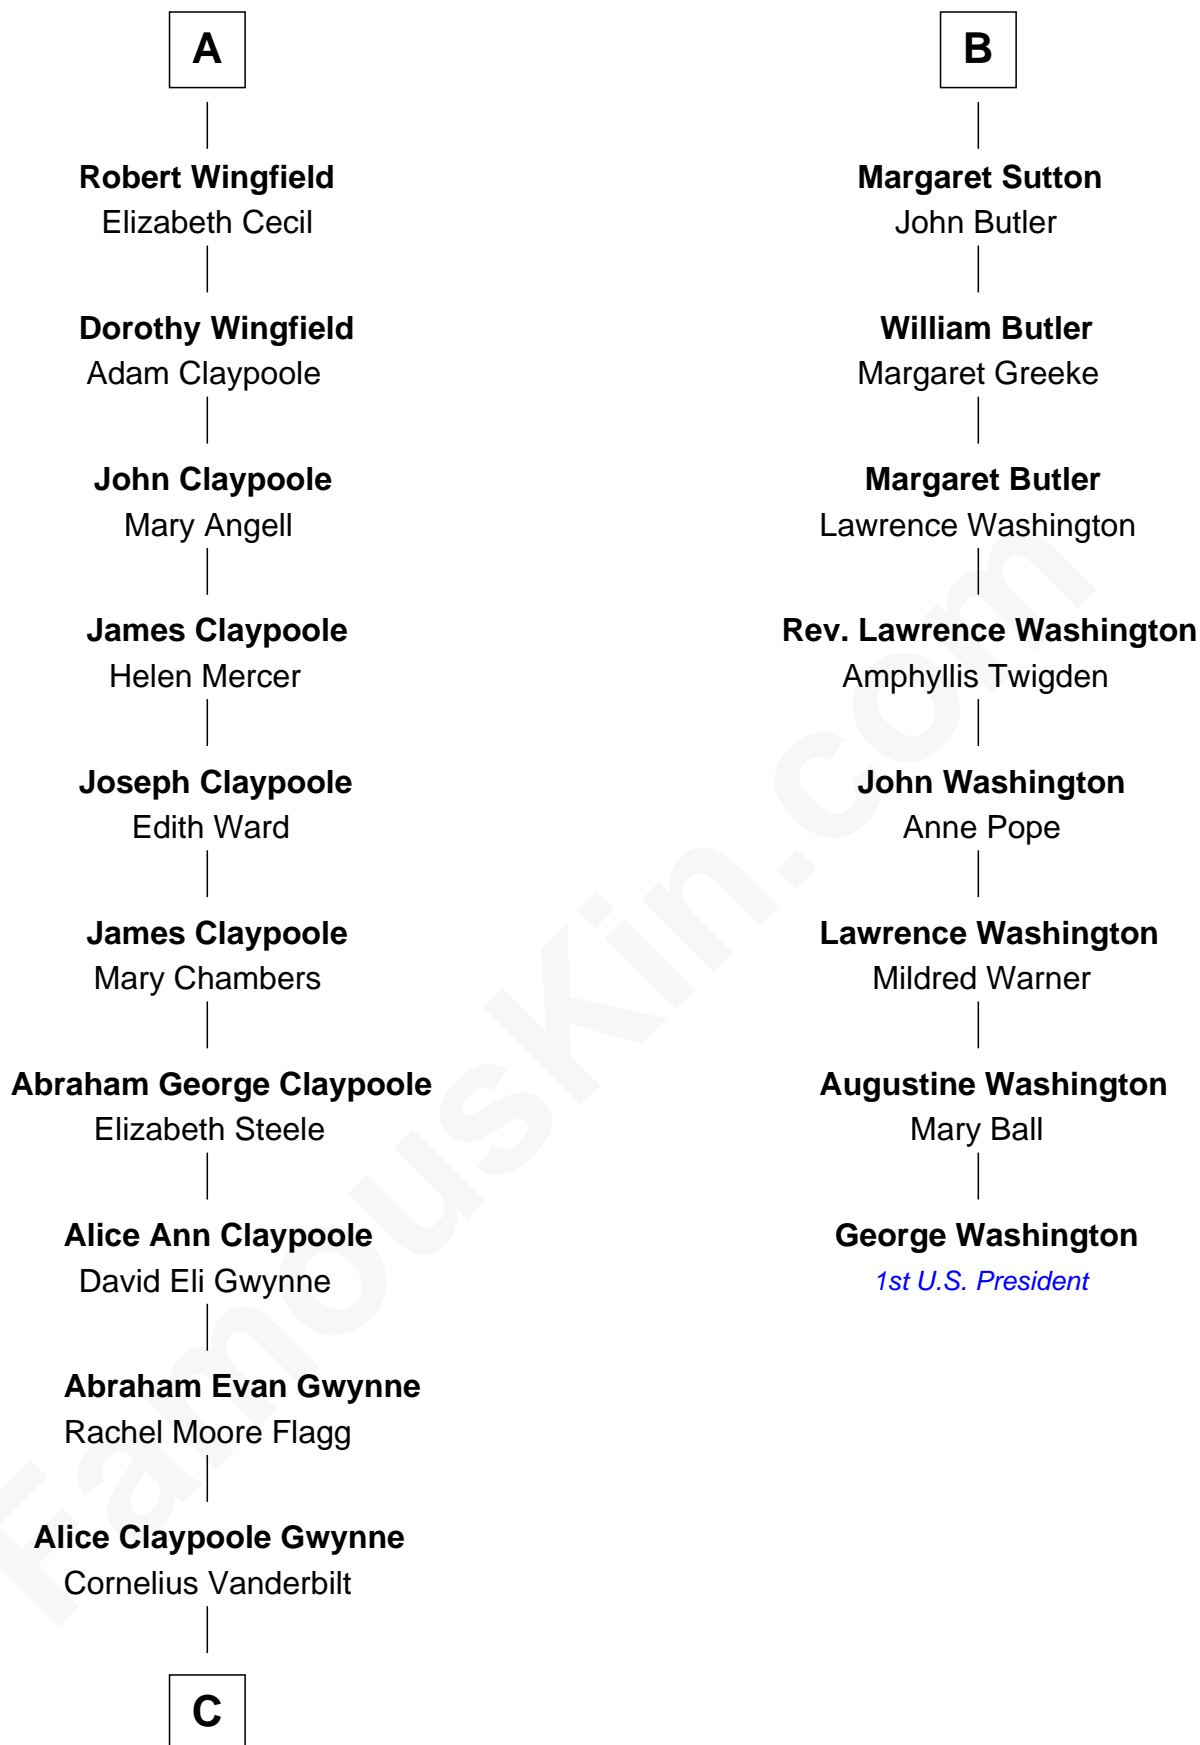 A
Robert Wingfield
Elizabeth Cecil
Dorothy Wingfield
Adam Claypoole
John Claypoole
Mary Angell
James Claypoole
Helen Mercer
Joseph Claypoole
Edith Ward
James Claypoole
Mary Chambers
Abraham George Claypoole
Elizabeth Steele
Alice Ann Claypoole
David Eli Gwynne
Abraham Evan Gwynne
Rachel Moore Flagg
Alice Claypoole Gwynne
Cornelius Vanderbilt
C
B
Margaret Sutton
John Butler
William Butler
Margaret Greeke
Margaret Butler
Lawrence Washington
Rev. Lawrence Washington
Amphyllis Twigden
John Washington
Anne Pope
Lawrence Washington
Mildred Warner
Augustine Washington
Mary Ball
George Washington
1st U.S. President
FamousKin.com